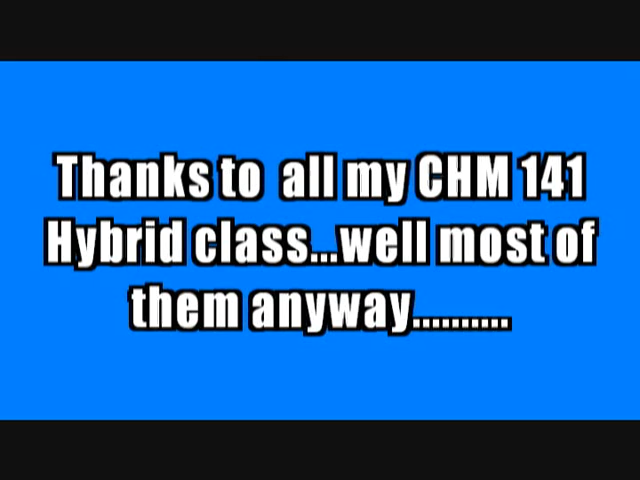 Thanks to  all my CHM 141
Hybrid class...well most of
them anyway..........